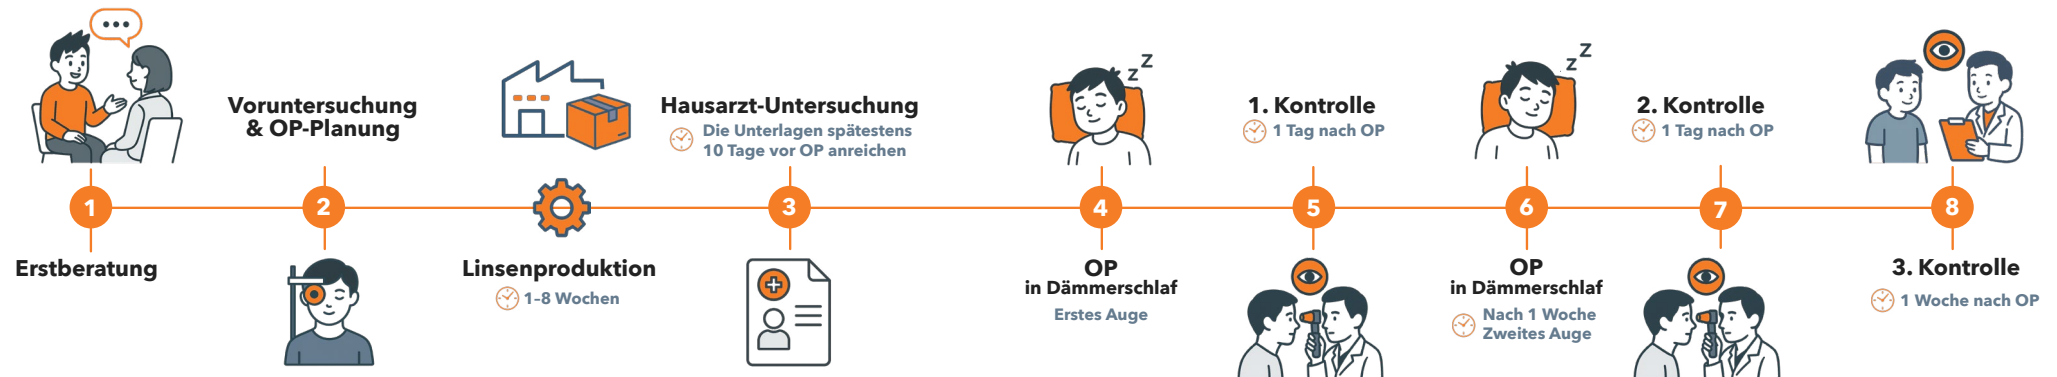 1
Erstberatung
Voruntersuchung
& OP-Planung
2
Linsenproduktion
1–8 Wochen
Hausarzt-Untersuchung
Die Unterlagen spätestens
10 Tage vor OP anreichen
3
z Z
4
OP
in Dämmerschlaf
Erstes Auge
1. Kontrolle
1 Tag nach OP
5
z Z
6
OP
in Dämmerschlaf
Nach 1 Woche
Zweites Auge
2. Kontrolle
1 Tag nach OP
7
8
3. Kontrolle
1 Woche nach OP